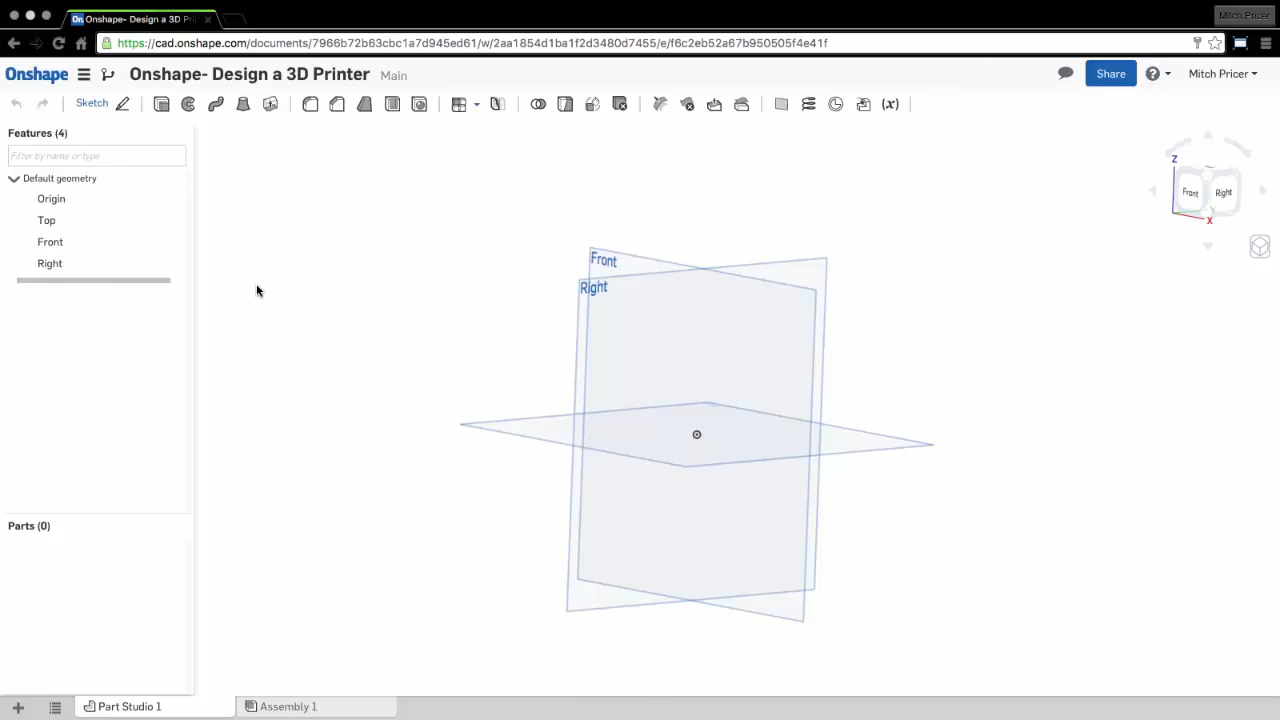 Mitch Pricer
Onshape- Design a 3D Prin
https://cad.onshape.com/documents/7966b72b63cbc1a7d945ed61/w/2aa1854d1ba1f2d3480d7455/e/f6c2eb52a67b950505f4e41f
Onshape
Onshape- Design a 3D Printer Main
Share
Mitch Pricer
Sketch
(x)
Features (4)
Filter by name or type
Default geometry
Origin
Top
Front
Right
Z
Front
Right
Y
X
Front
Right
Parts (0)
Part Studio 1
Assembly 1